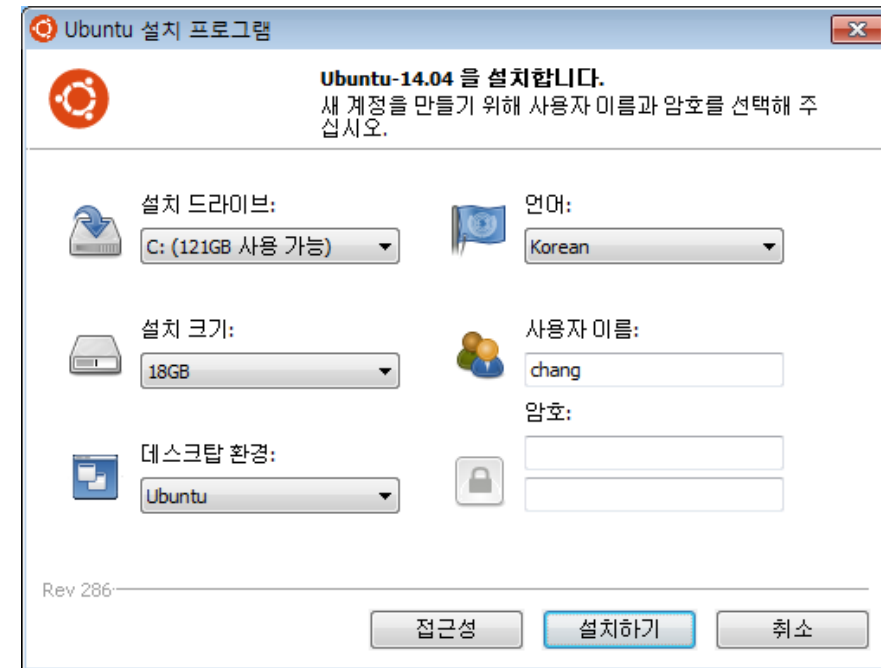 Ubuntu 설치 프로그램
Ubuntu-14.04 을 설치합니다.
새 계정을 만들기 위해 사용자 이름과 암호를 선택해 주
십시오.
설치 드라이브:
C: (121GB 사용 가능)
언어:
Korean
설치 크기:
18GB
사용자 이름:
chang
암호:
데스크탑 환경:
Ubuntu
Rev 286
접근성
설치하기
취소